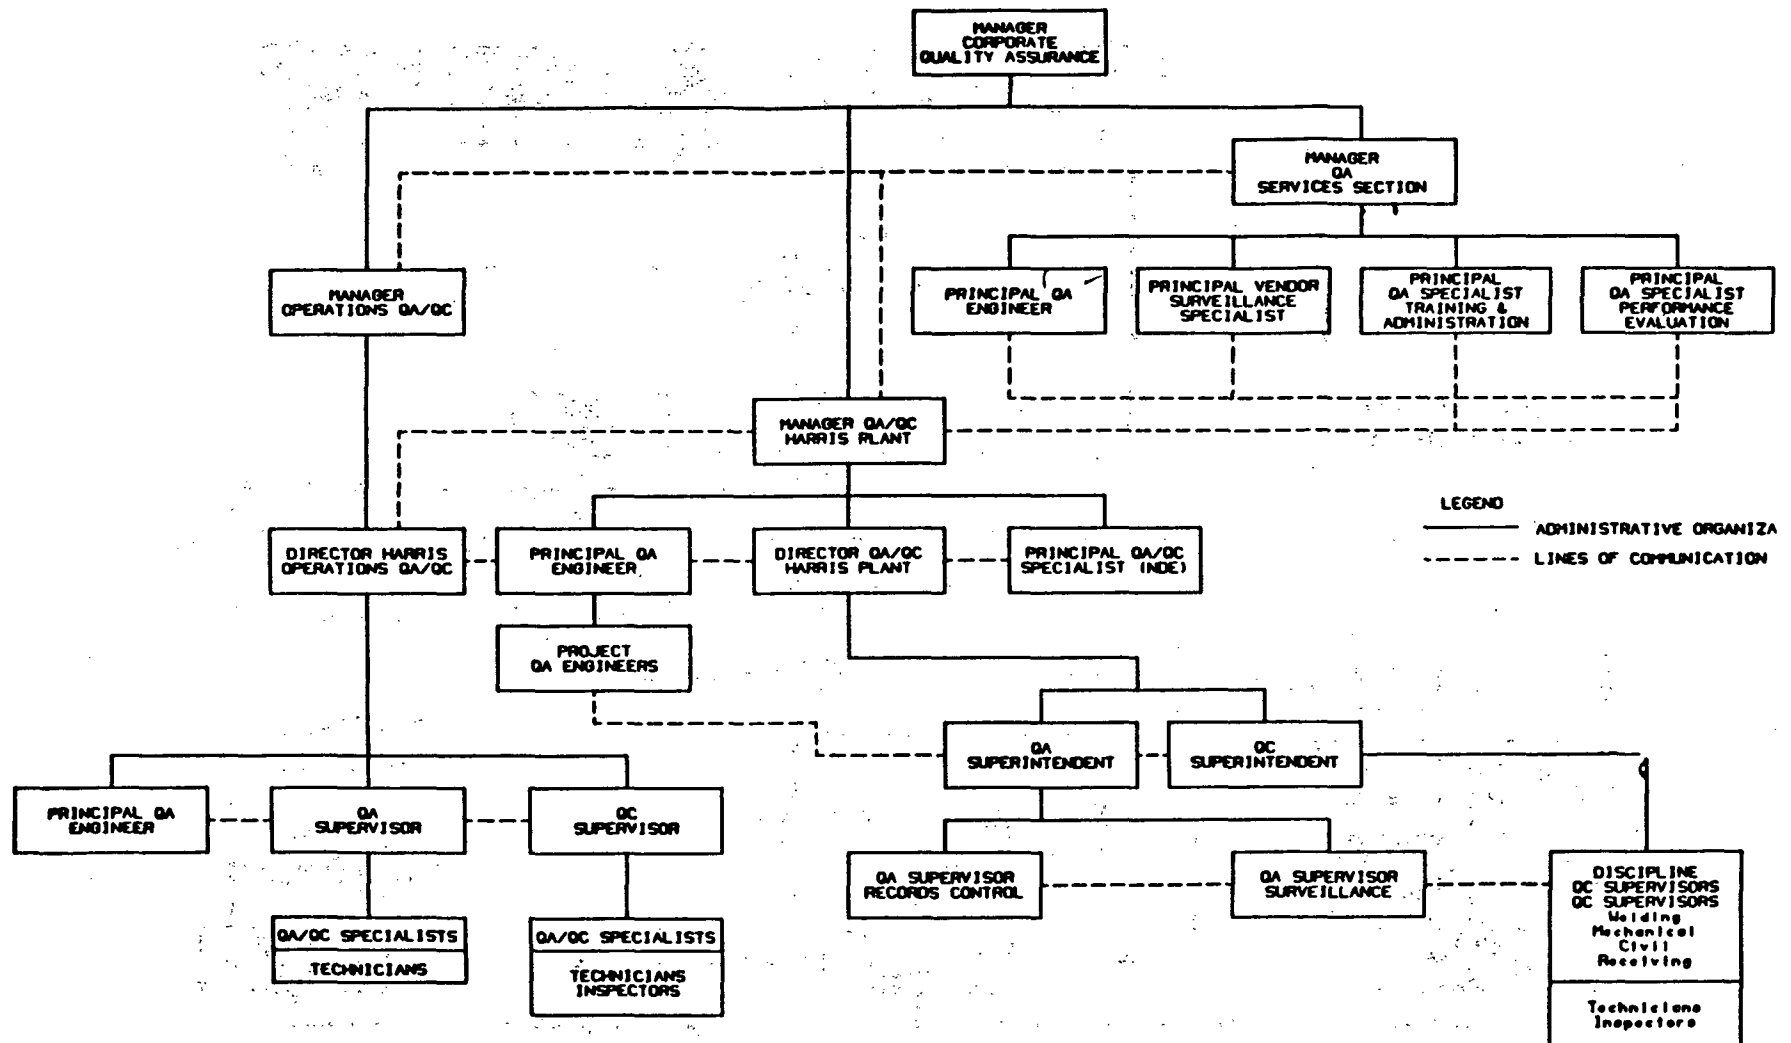 MANAGER
CORPORATE
QUALITY ASSURANCE
MANAGER
QA
SERVICES SECTION
MANAGER
OPERATIONS QA/QC
PRINCIPAL QA
ENGINEER
PRINCIPAL VENDOR
SURVEILLANCE
SPECIALIST
PRINCIPAL
QA SPECIALIST
TRAINING &
ADMINISTRATION
PRINCIPAL
QA SPECIALIST
PERFORMANCE
EVALUATION
MANAGER QA/QC
HARRIS PLANT
LEGEND
ADMINISTRATIVE ORGANIZA
LINES OF COMMUNICATION
DIRECTOR HARRIS
OPERATIONS QA/QC
PRINCIPAL QA
ENGINEER
DIRECTOR QA/QC
HARRIS PLANT
PRINCIPAL QA/QC
SPECIALIST (NDE)
PROJECT
QA ENGINEERS
QA
SUPERINTENDENT
QC
SUPERINTENDENT
PRINCIPAL QA
ENGINEER
QA
SUPERVISOR
QC
SUPERVISOR
QA SUPERVISOR
RECORDS CONTROL
QA SUPERVISOR
SURVEILLANCE
DISCIPLINE
QC SUPERVISORS
QC SUPERVISORS
Welding
Mechanical
Civil
Receiving
Technicians
Inspectors
QA/QC SPECIALISTS
TECHNICIANS
QA/QC SPECIALISTS
TECHNICIANS
INSPECTORS